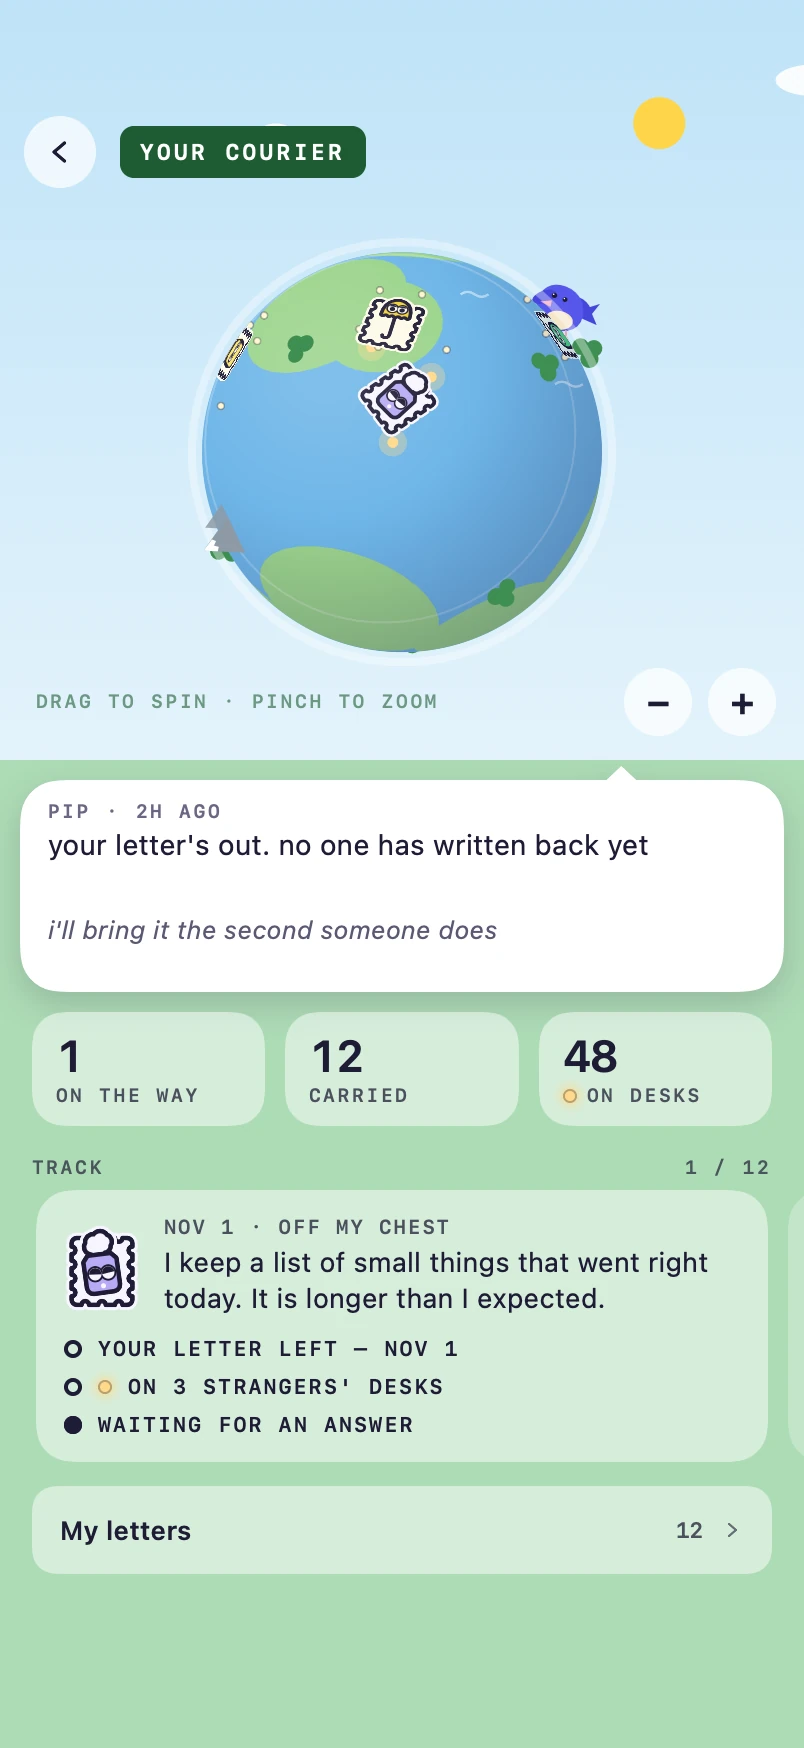 YOUR COURIER
DRAG TO SPIN · PINCH TO ZOOM
PIP · 2H AGO
your letter's out. no one has written back yet
i'll bring it the second someone does
1
ON THE WAY
12
CARRIED
48
ON DESKS
TRACK
1 / 12
NOV 1 · OFF MY CHEST
I keep a list of small things that went right
today. It is longer than I expected.
YOUR LETTER LEFT — NOV 1
ON 3 STRANGERS' DESKS
WAITING FOR AN ANSWER
My letters
12